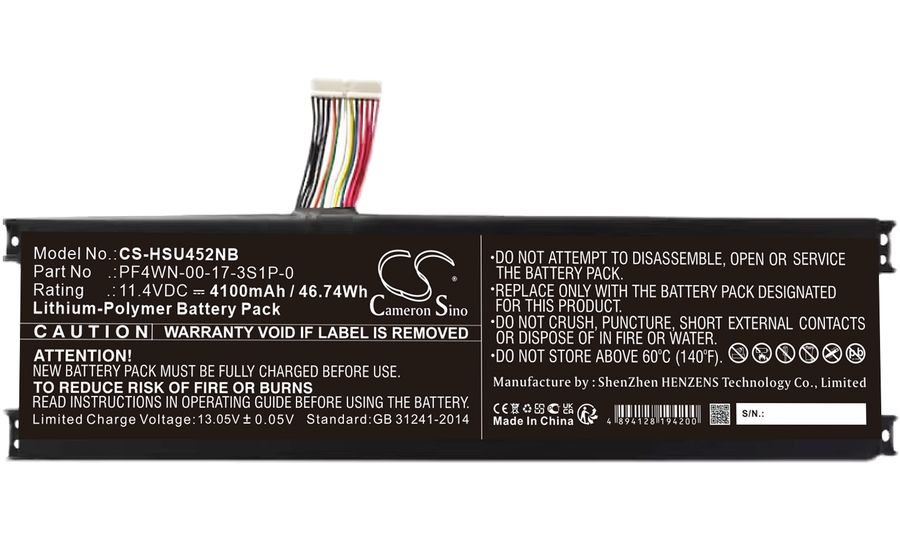 Model No.: CS-HSU452NB
Part No : PF4WN-00-17-3S1P-0
Rating : 11.4VDC ⎓ 4100mAh / 46.74Wh
Lithium-Polymer Battery Pack
Cameron Sino
CAUTION WARRANTY VOID IF LABEL IS REMOVED
ATTENTION!
NEW BATTERY PACK MUST BE FULLY CHARGED BEFORE USE.
TO REDUCE RISK OF FIRE OR BURNS
READ INSTRUCTIONS IN OPERATING GUIDE BEFORE USING THE BATTERY.
Limited Charge Voltage:13.05V±0.05V Standard:GB 31241-2014
*DO NOT ATTEMPT TO DISASSEMBLE, OPEN OR SERVICE
THE BATTERY PACK.
*REPLACE ONLY WITH THE BATTERY PACK DESIGNATED
FOR THIS PRODUCT.
*DO NOT CRUSH, PUNCTURE, SHORT EXTERNAL CONTACTS
OR DISPOSE OF IN FIRE OR WATER.
*DO NOT STORE ABOVE 60°C (140°F).
Manufacture by : ShenZhen HENZENS Technology Co., Limited
CE EAC UKCA
Made In China
4 894128 194200
S/N.: